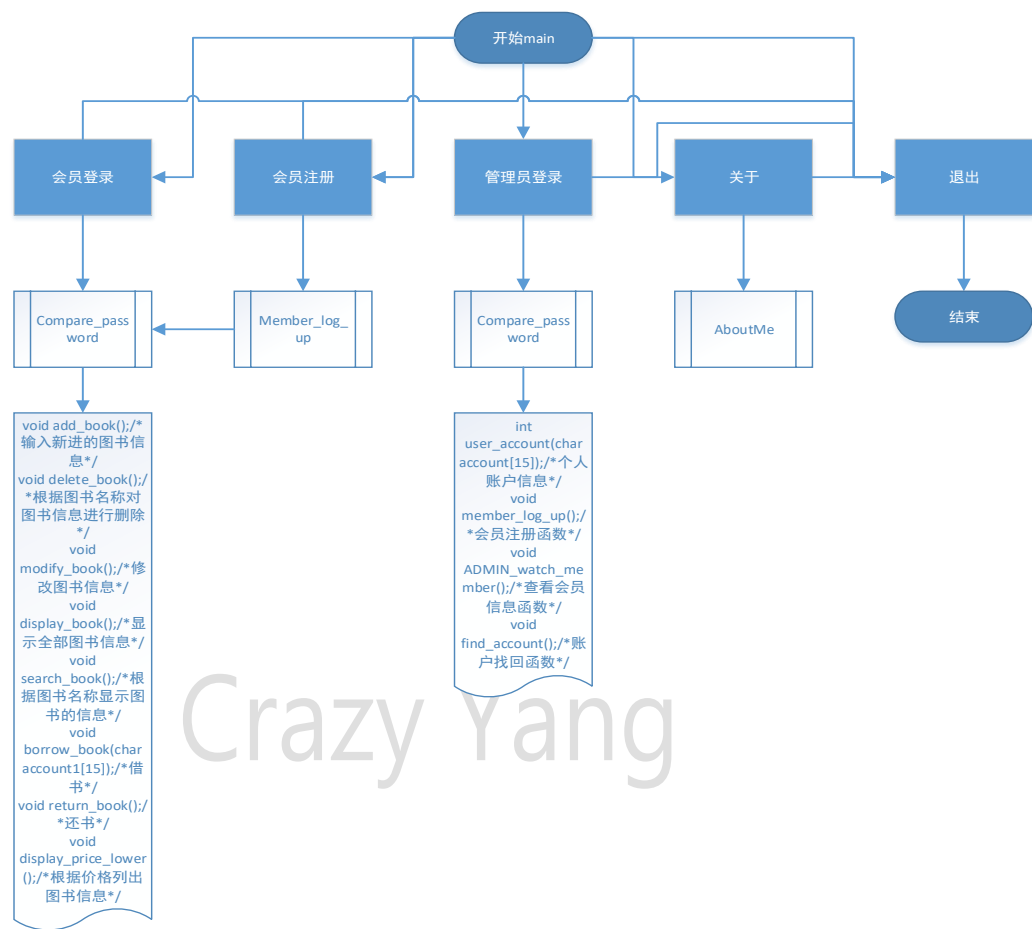 开始main
会员登录
会员注册
管理员登录
关于
退出
Compare_pass
word
Member_log_
up
Compare_pass
word
AboutMe
结束
void add_book();/*
输入新进的图书信
息*/
void delete_book();/
*根据图书名称对
图书信息进行删除
*/
void
modify_book();/*修
改图书信息*/
void
display_book();/*显
示全部图书信息*/
void
search_book();/*根
据图书名称显示图
书的信息*/
void
borrow_book(char
account1[15]);/*借
书*/
void return_book();/
*还书*/
void
display_price_lower
();/*根据价格列出
图书信息*/
int
user_account(char
account[15]);/*个人
账户信息*/
void
member_log_up();/
*会员注册函数*/
void
ADMIN_watch_me
mber();/*查看会员
信息函数*/
void
find_account();/*账
户找回函数*/
Crazy Yang